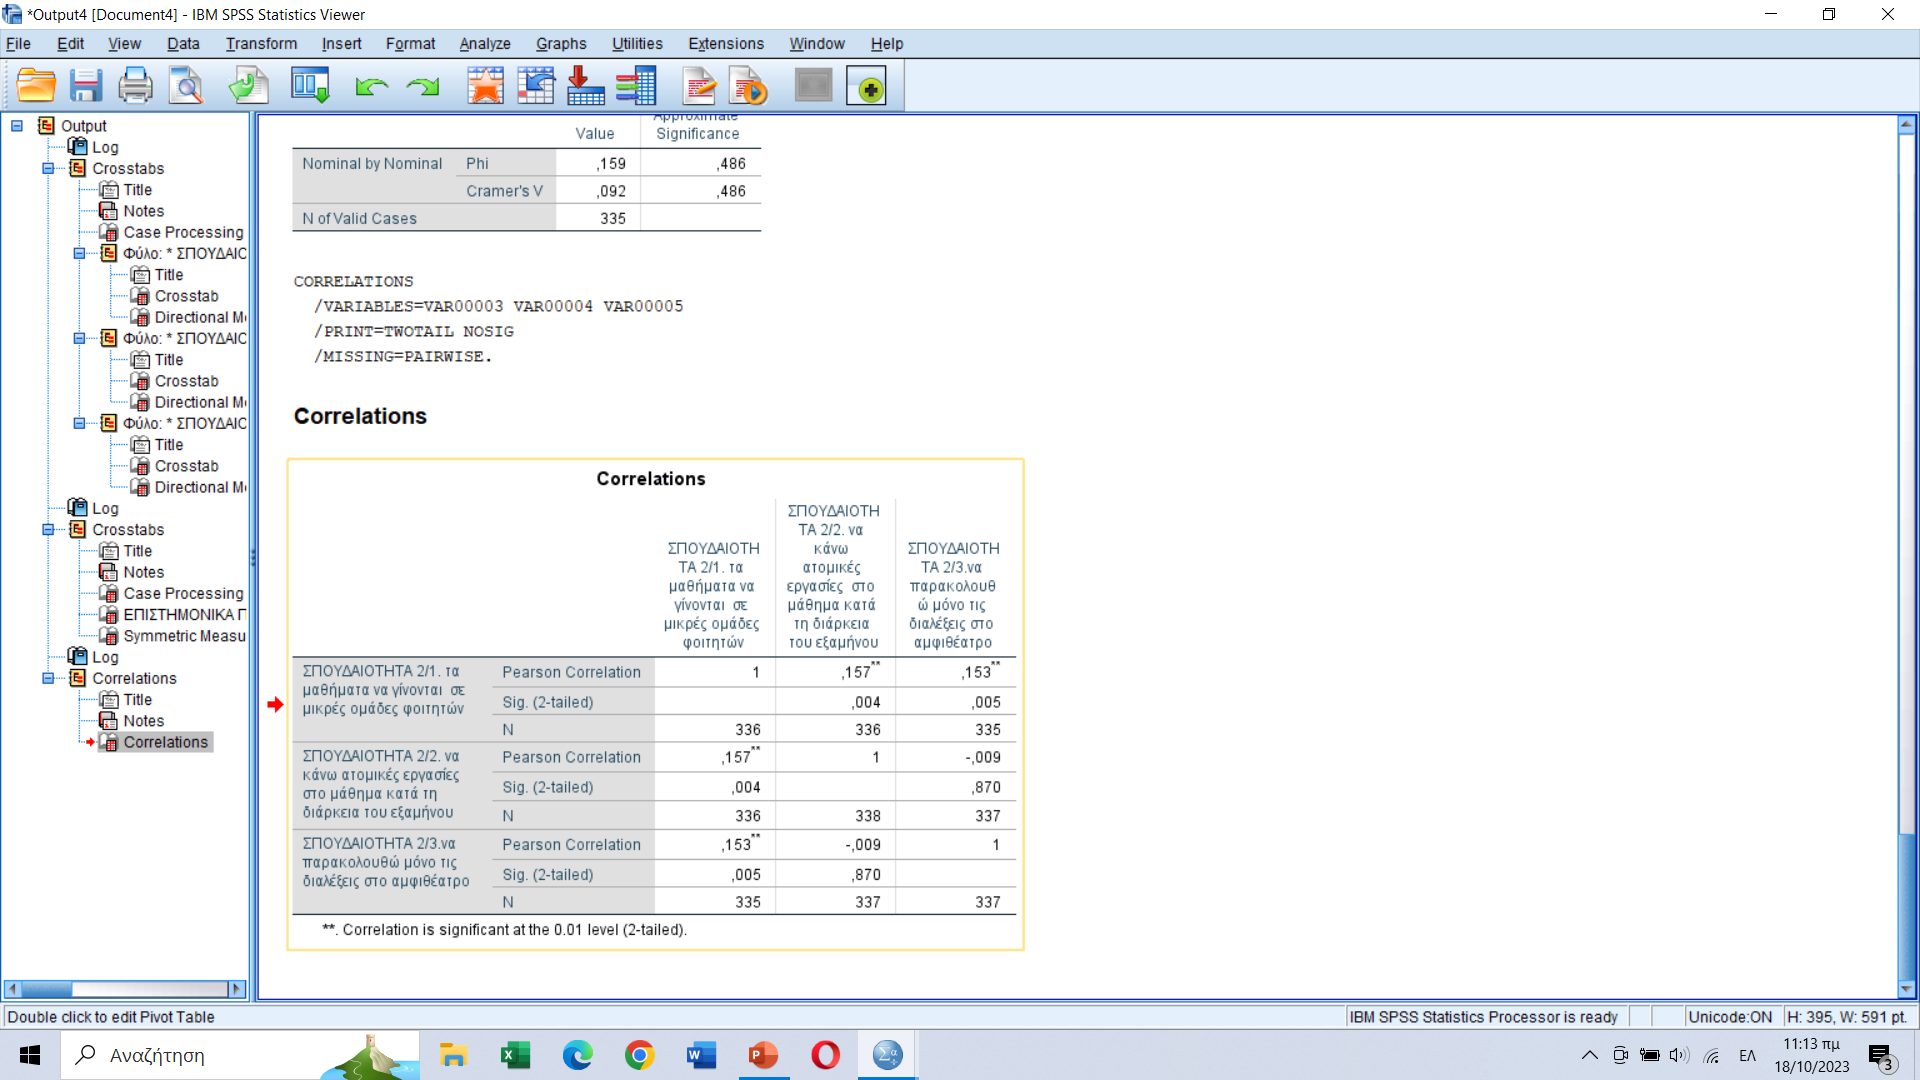 *Output4 [Document4] - IBM SPSS Statistics Viewer
File Edit View Data Transform Insert Format Analyze Graphs Utilities Extensions Window Help
Output
Log
Crosstabs
Title
Notes
Case Processing
Φύλο: * ΣΠΟΥΔΑΙΟ
Title
Crosstab
Directional M
Φύλο: * ΣΠΟΥΔΑΙΟ
Title
Crosstab
Directional M
Φύλο: * ΣΠΟΥΔΑΙΟ
Title
Crosstab
Directional M
Log
Crosstabs
Title
Notes
Case Processing
ΕΠΙΣΤΗΜΟΝΙΚΑ Γ
Symmetric Measu
Log
Correlations
Title
Notes
Correlations
Approximate
Value Significance
Nominal by Nominal Phi ,159 ,486
Cramer's V ,092 ,486
N of Valid Cases 335
CORRELATIONS
/VARIABLES=VAR00003 VAR00004 VAR00005
/PRINT=TWOTAIL NOSIG
/MISSING=PAIRWISE.
Correlations
Correlations
ΣΠΟΥΔΑΙΟΤΗ
ΤΑ 2/1. τα
μαθήματα να
γίνονται σε
μικρές ομάδες
φοιτητών
ΣΠΟΥΔΑΙΟΤΗ
ΤΑ 2/2. να
κάνω
ατομικές
εργασίες στο
μάθημα κατά
τη διάρκεια
του εξαμήνου
ΣΠΟΥΔΑΙΟΤΗ
ΤΑ 2/3.να
παρακολουθ
ώ μόνο τις
διαλέξεις στο
αμφιθέατρο
ΣΠΟΥΔΑΙΟΤΗΤΑ 2/1. τα
μαθήματα να γίνονται σε
μικρές ομάδες φοιτητών
Pearson Correlation 1 ,157** ,153**
Sig. (2-tailed) ,004 ,005
N 336 336 335
ΣΠΟΥΔΑΙΟΤΗΤΑ 2/2. να
κάνω ατομικές εργασίες
στο μάθημα κατά τη
διάρκεια του εξαμήνου
Pearson Correlation ,157** 1 -,009
Sig. (2-tailed) ,004 ,870
N 336 338 337
ΣΠΟΥΔΑΙΟΤΗΤΑ 2/3.να
παρακολουθώ μόνο τις
διαλέξεις στο αμφιθέατρο
Pearson Correlation ,153** -,009 1
Sig. (2-tailed) ,005 ,870
N 335 337 337
**. Correlation is significant at the 0.01 level (2-tailed).
Double click to edit Pivot Table
IBM SPSS Statistics Processor is ready
Unicode:ON
H: 395, W: 591 pt.
Αναζήτηση
ΕΛ
11:13 πμ
18/10/2023
3